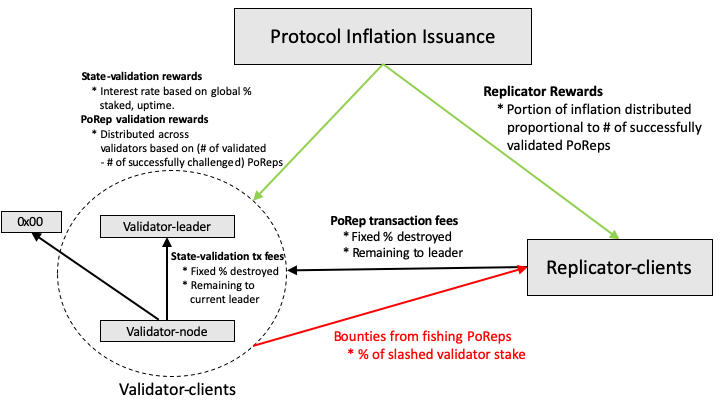 Protocol Inflation Issuance
State-validation rewards
* Interest rate based on global %
staked, uptime.
PoRep validation rewards
* Distributed across
validators based on (# of validated
- # of successfully challenged) PoReps
Replicator Rewards
* Portion of inflation distributed
proportional to # of successfully
validated PoReps
0x00
Validator-leader
State-validation tx fees
* Fixed % destroyed
* Remaining to
current leader
Validator-node
Validator-clients
PoRep transaction fees
* Fixed % destroyed
* Remaining to leader
Replicator-clients
Bounties from fishing PoReps
* % of slashed validator stake